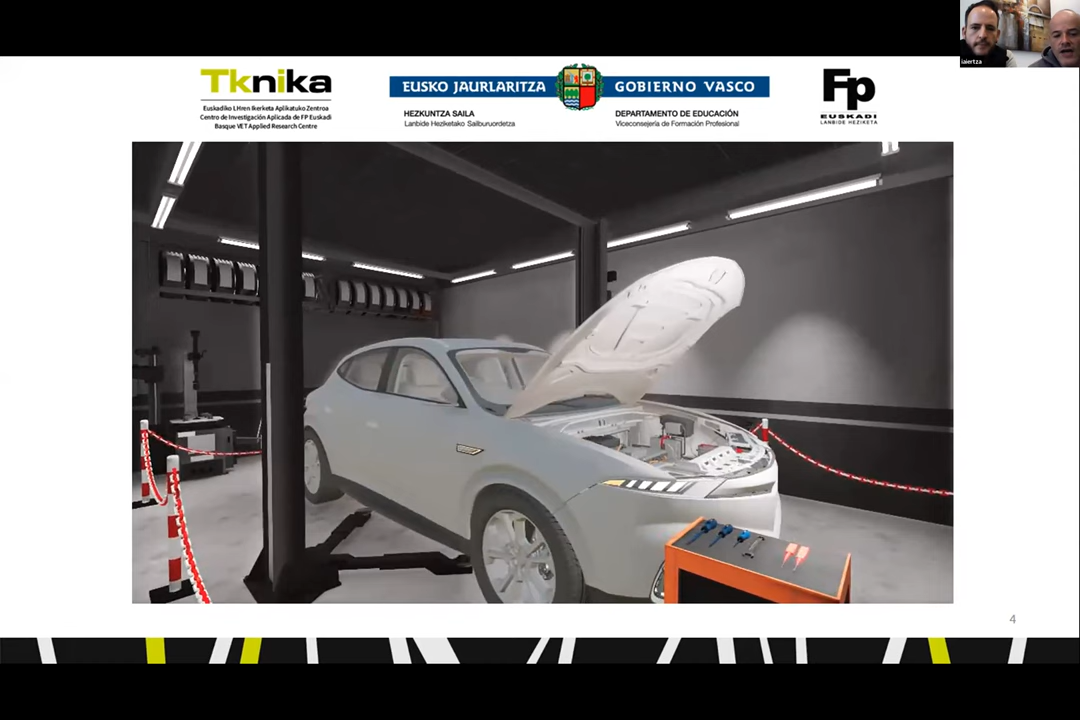 iaiertza
Tknika
Euskadiko LHren Ikerketa Aplikatuko Zentroa
Centro de Investigación Aplicada de FP Euskadi
Basque VET Applied Research Centre
EUSKO JAURLARITZA
GOBIERNO VASCO
HEZKUNTZA SAILA
Lanbide Heziketako Sailburuordetza
DEPARTAMENTO DE EDUCACIÓN
Viceconsejería de Formación Profesional
Fp
EUSKADI
LANBIDE HEZIKETA
4